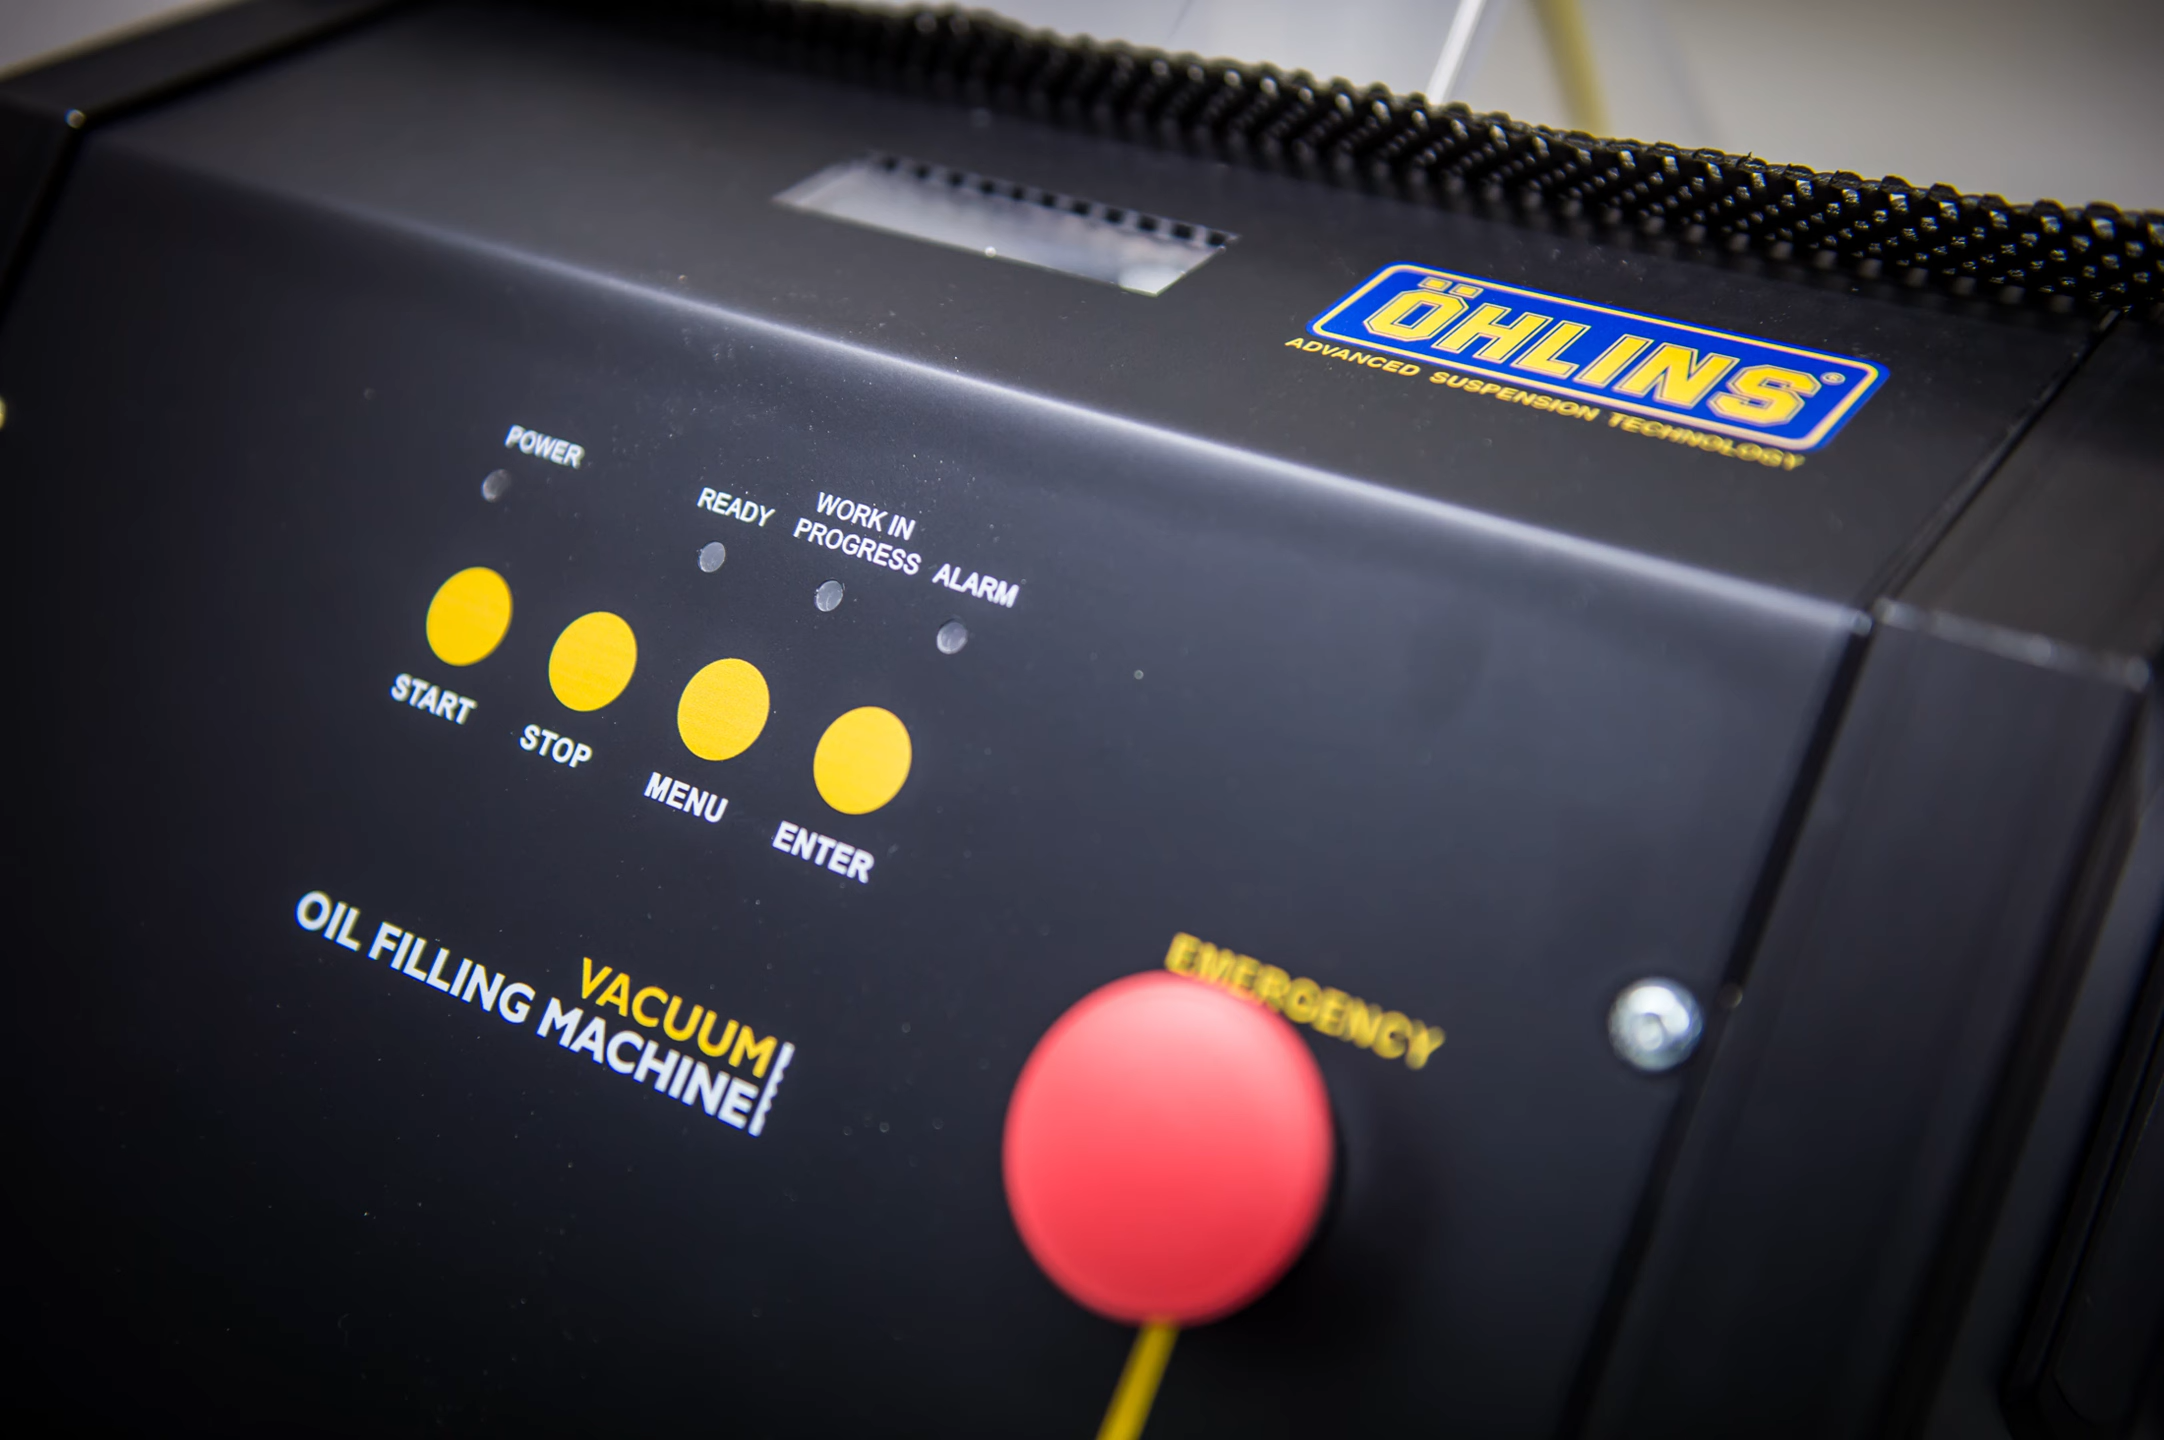 ÖHLINS®
ADVANCED SUSPENSION TECHNOLOGY
POWER
READY
WORK IN
PROGRESS
ALARM
START
STOP
MENU
ENTER
VACUUM
OIL FILLING MACHINE
EMERGENCY